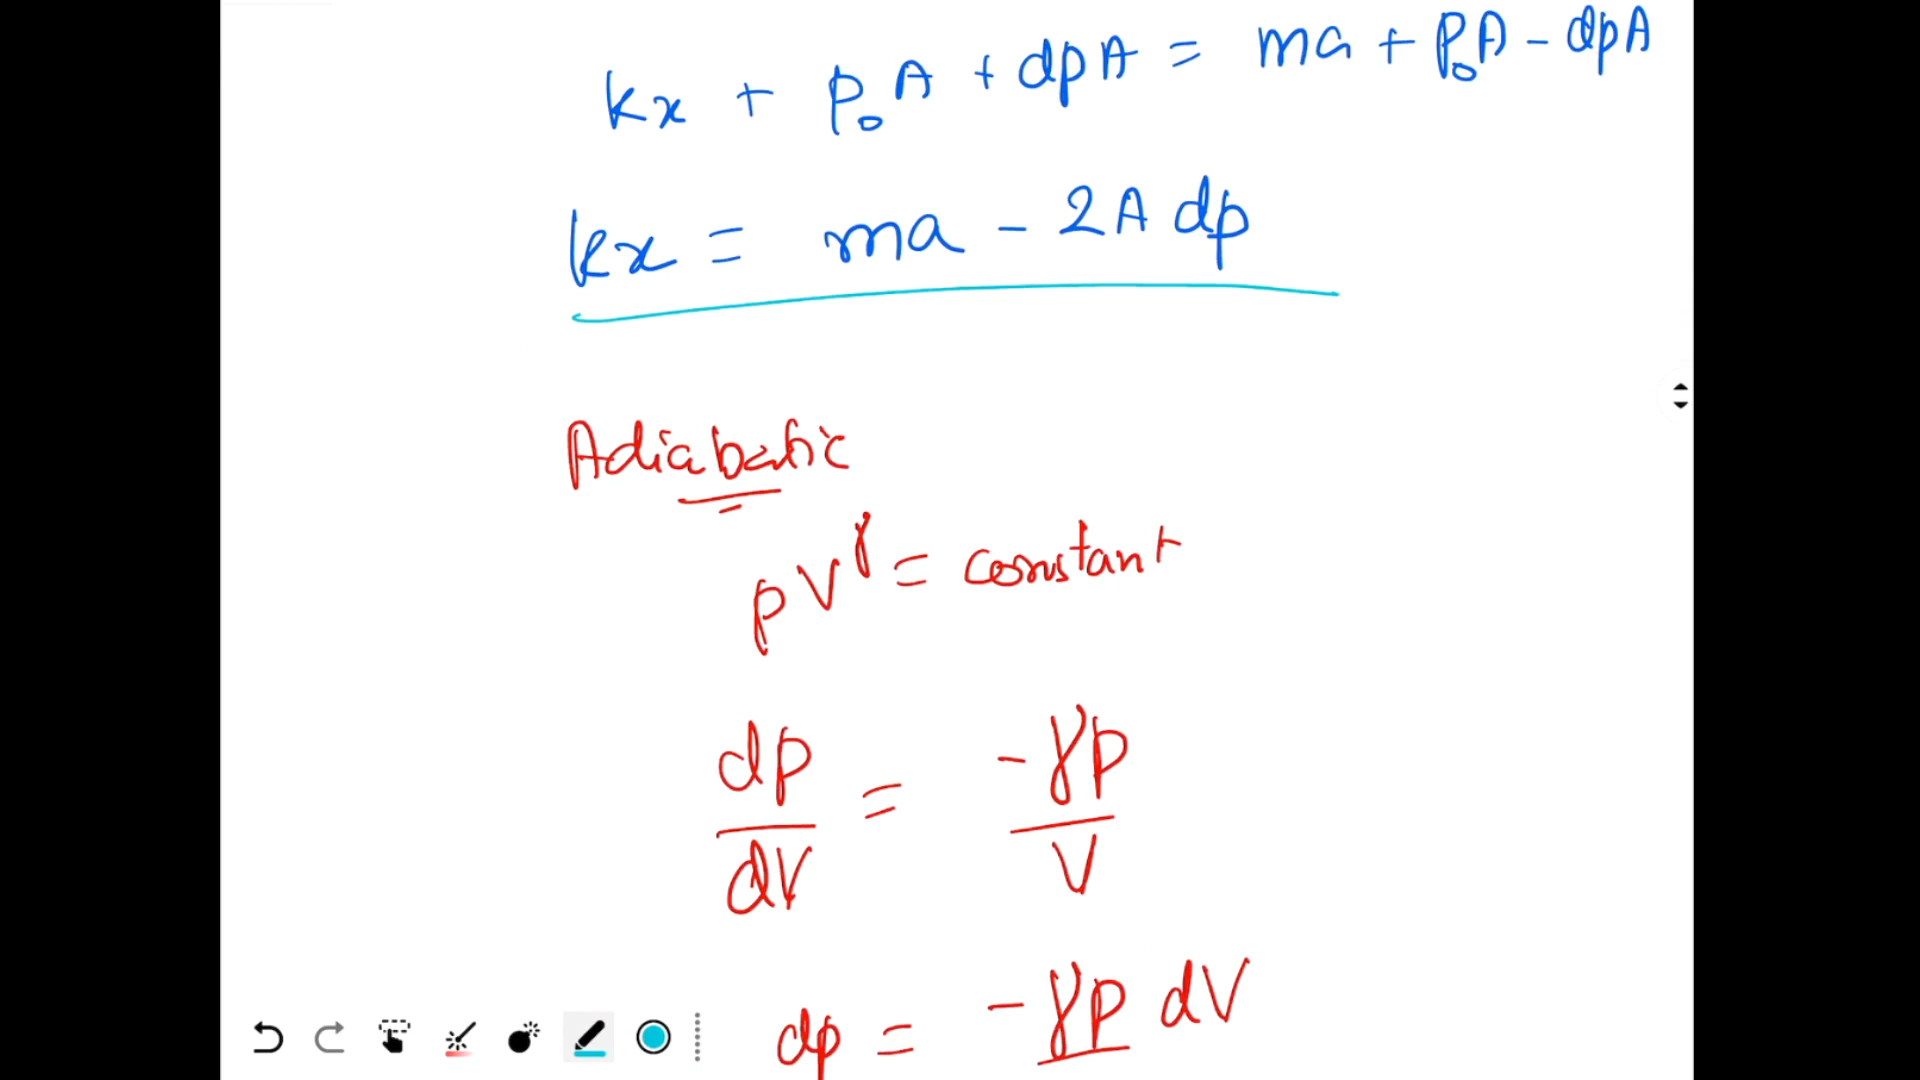 kx + P₀A + dpA = ma + P₀A - dpA
kx = ma - 2A dp
Adiabatic
pV^γ = constant
dp/dV = -γp/V
dp = -γp dV